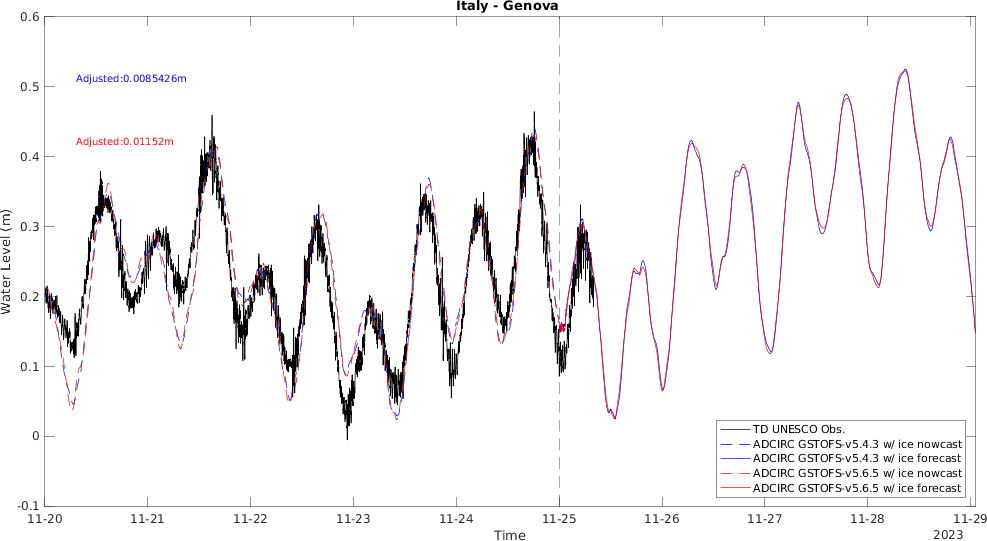 Italy - Genova
Water Level (m)
0.6
0.5
0.4
0.3
0.2
0.1
0
-0.1
Adjusted:0.0085426m
Adjusted:0.01152m
TD UNESCO Obs.
ADCIRC GSTOFS-v5.4.3 w/ ice nowcast
ADCIRC GSTOFS-v5.4.3 w/ ice forecast
ADCIRC GSTOFS-v5.6.5 w/ ice nowcast
ADCIRC GSTOFS-v5.6.5 w/ ice forecast
11-20 11-21 11-22 11-23 11-24 11-25 11-26 11-27 11-28 11-29
Time
2023